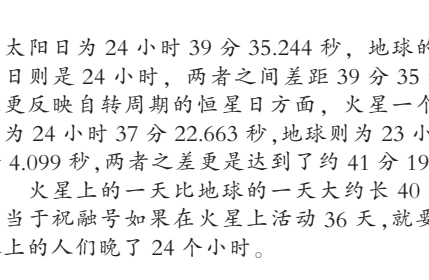 太阳日为 24 小时 39 分 35.244 秒，地球的
日则是 24 小时，两者之间差距 39 分 35
更反映自转周期的恒星日方面，火星一个
为 24 小时 37 分 22.663 秒,地球则为 23 小
4.099 秒,两者之差更是达到了约 41 分 19
火星上的一天比地球的一天大约长 40
当于祝融号如果在火星上活动 36 天,就要
上的人们晚了 24 个小时。